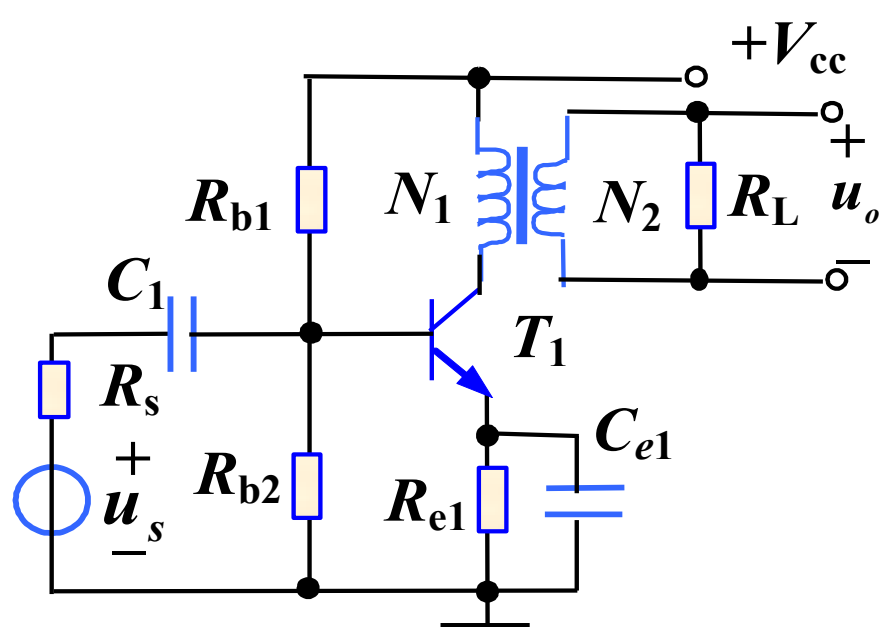 +Vcc
Rb1
N1
N2
RL
+
uo
−
C1
T1
Rs
Ce1
+
us
−
Rb2
Re1